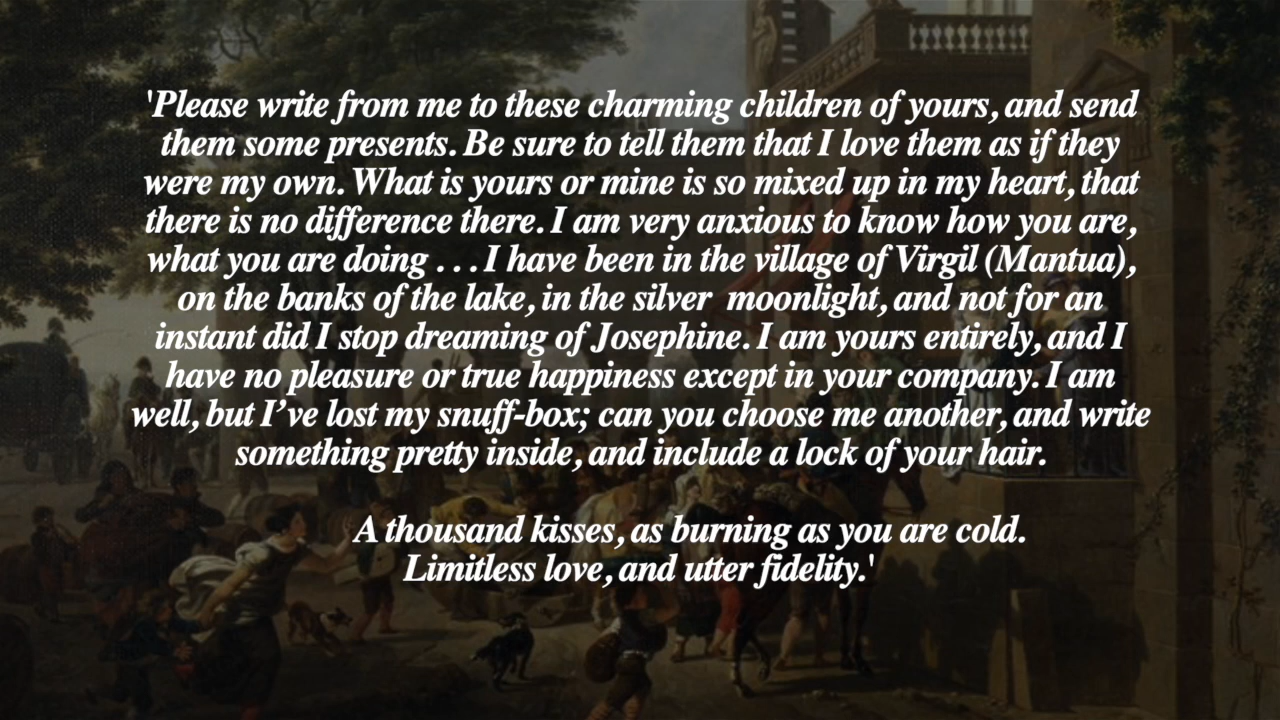 'Please write from me to these charming children of yours, and send
them some presents. Be sure to tell them that I love them as if they
were my own. What is yours or mine is so mixed up in my heart, that
there is no difference there. I am very anxious to know how you are,
what you are doing . . . I have been in the village of Virgil (Mantua),
on the banks of the lake, in the silver moonlight, and not for an
instant did I stop dreaming of Josephine. I am yours entirely, and I
have no pleasure or true happiness except in your company. I am
well, but I’ve lost my snuff-box; can you choose me another, and write
something pretty inside, and include a lock of your hair.
A thousand kisses, as burning as you are cold.
Limitless love, and utter fidelity.'